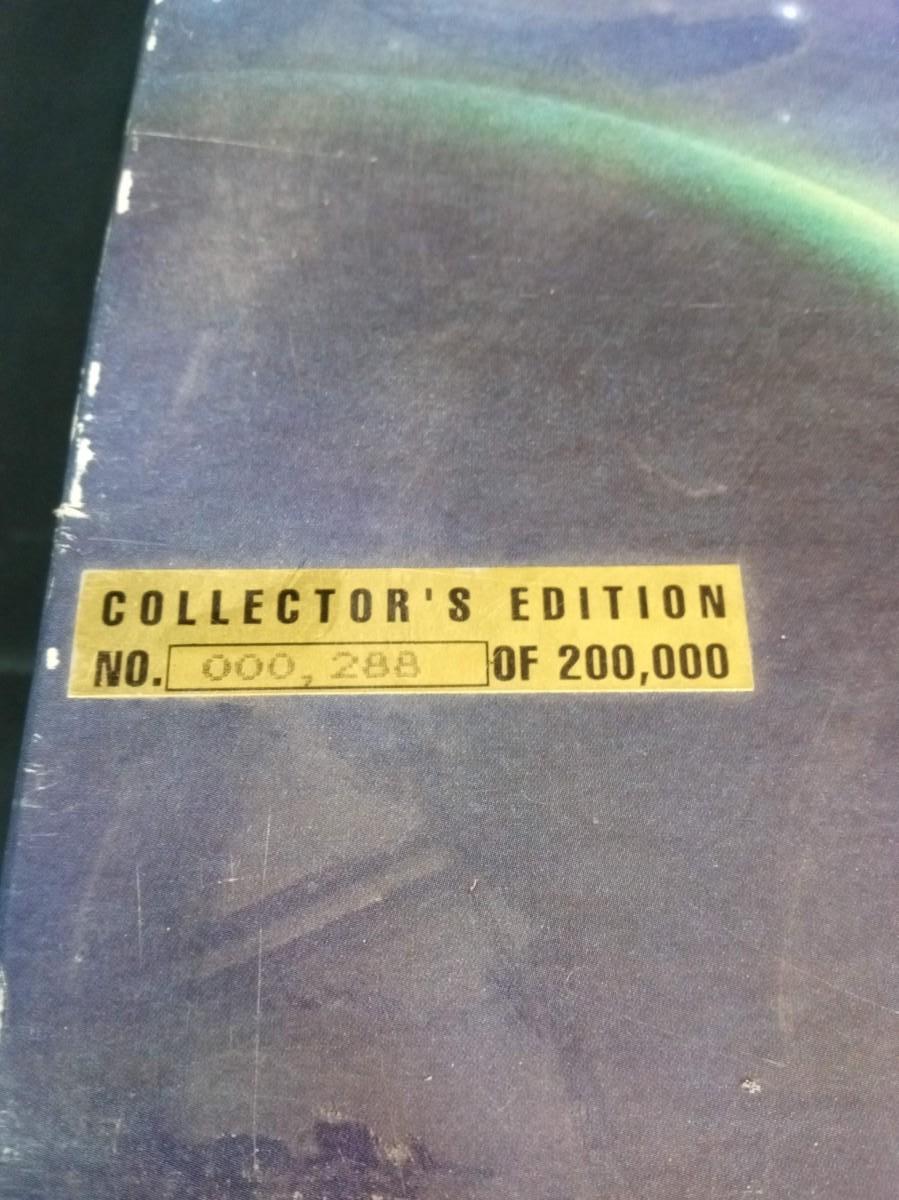 COLLECTOR'S EDITION
NO. 000,288 OF 200,000